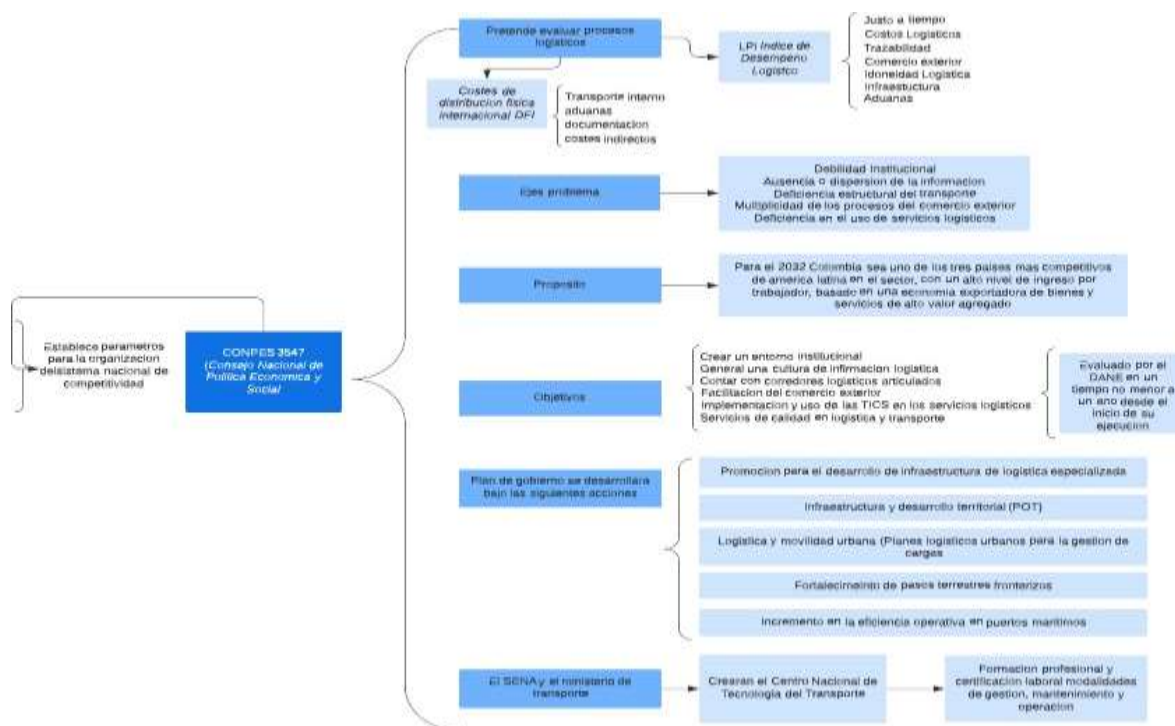 Pretende evaluar procesos
logisticos
LPI Indice de
Desempeño
Logistco
Justo a tiempo
Costos Logisticos
Trazabilidad
Comercio exterior
Idoneidad Logistica
Infraestuctura
Aduanas
Costes de
distribucion fisica
internacional DFI
Transporte interno
aduanas
documentacion
costes indirectos
Ejes problema
Debilidad Institucional
Ausencia o dispersion de la informacion
Deficiencia estructural del transporte
Multiplicidad de los procesos del comercio exterior
Deficiencia en el uso de servicios logisticos
Proposito
Para el 2032 Colombia sea uno de los tres paises mas competitivos
de america latina en el sector, con un alto nivel de ingreso por
trabajador, basado en una economia exportadora de bienes y
servicios de alto valor agregado
Establece parametros
para la organizacion
delsistema nacional de
competitividad
CONPES 3547
(Consejo Nacional de
Politica Economica y
Social
Objetivos
Crear un entorno institucional
General una cultura de infirmacion logistica
Contar con corredores logisticos articulados
Facilitacion del comercio exterior
Implementacion y uso de las TICS en los servicios logisticos
Servicios de calidad en logistica y transporte
Evaluado por el
DANE en un
tiempo no menor a
un ano desde el
inicio de su
ejecucion
Plan de gobierno se desarrollara
bajo las siguientes acciones
Promocion para el desarrollo de infraestructura de logistica especializada
Infraestructura y desarrollo territorial (POT)
Logistica y movilidad urbana (Planes logisticos urbanos para la gestion de
cargas
Fortalecimeinto de pasos terrestres fronterizos
Incremento en la eficiencia operativa en puertos maritimos
El SENA y el ministerio de
transporte
Crearan el Centro Nacional de
Tecnologia del Transporte
Formacion profesional y
certificacion laboral modalidades
de gestion, mantenimiento y
operacion